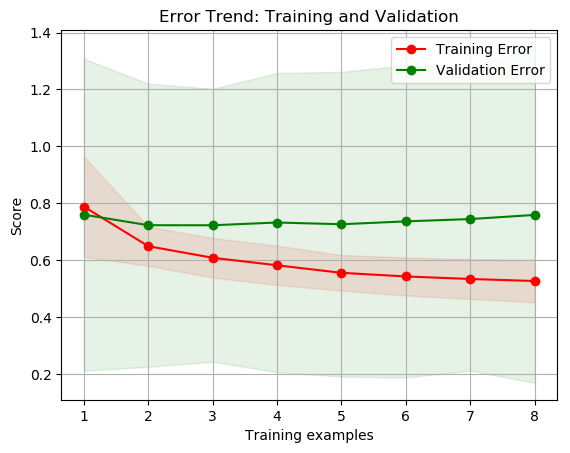 Error Trend: Training and Validation
Training Error
Validation Error
Score
1.4
1.2
1.0
0.8
0.6
0.4
0.2
1 2 3 4 5 6 7 8
Training examples